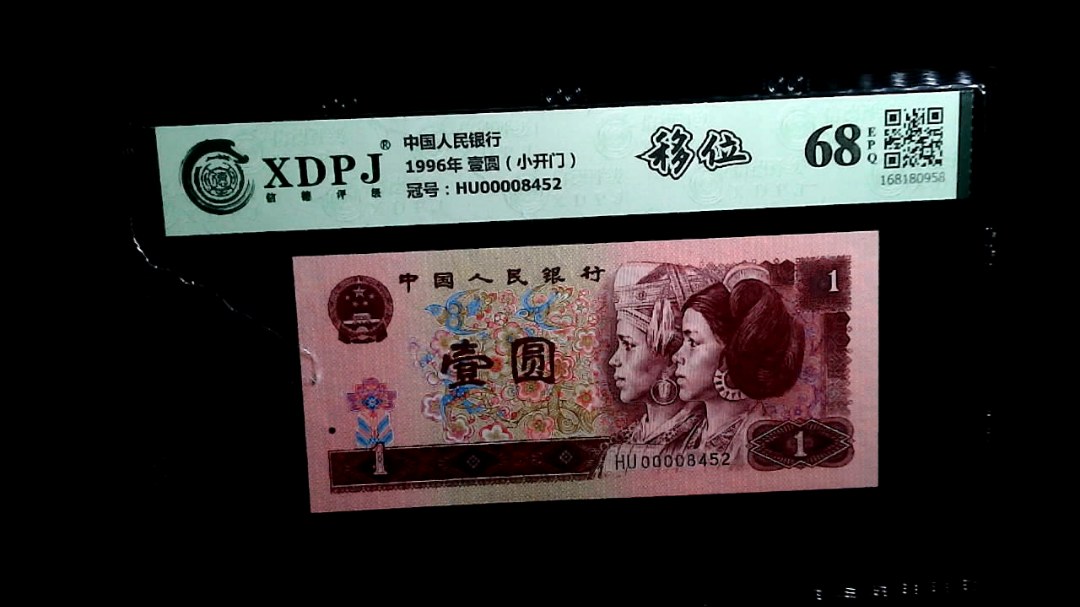 XDPJ®
信德评级
中国人民银行
1996年 壹圆（小开门）
冠号：HU00008452
移位
68
EPQ
168180958
中国人民银行
1
壹圆
1
HU00008452
1